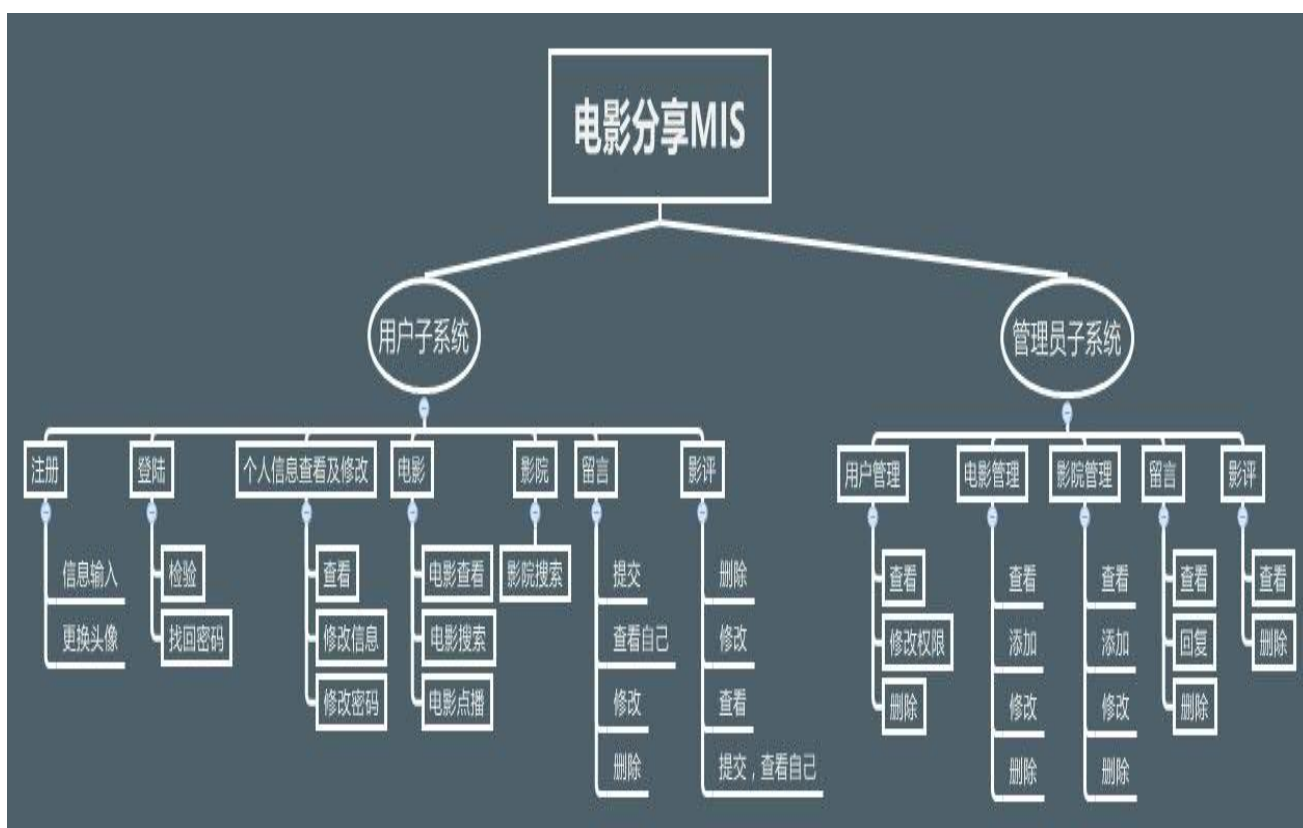 电影分享MIS
用户子系统
管理员子系统
注册
登陆
个人信息查看及修改
电影
影院
留言
影评
用户管理
电影管理
影院管理
留言
影评
信息输入
更换头像
检验
找回密码
查看
修改信息
修改密码
电影查看
电影搜索
电影点播
影院搜索
提交
查看自己
修改
删除
删除
修改
查看
提交，查看自己
查看
修改权限
删除
查看
添加
修改
删除
查看
添加
修改
删除
查看
回复
删除
查看
删除